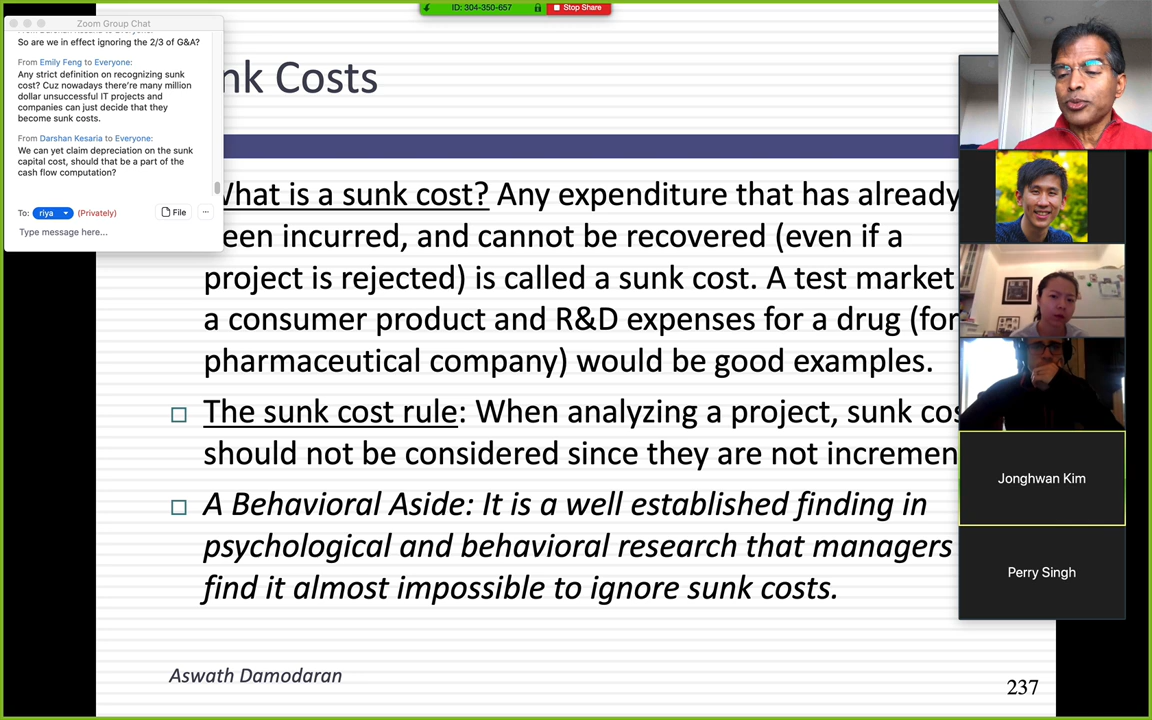 ID: 304-350-657
Stop Share
Zoom Group Chat
So are we in effect ignoring the 2/3 of G&A?
From Emily Feng to Everyone:
Any strict definition on recognizing sunk
cost? Cuz nowadays there're many million
dollar unsuccessful IT projects and
companies can just decide that they
become sunk costs.
From Darshan Kesaria to Everyone:
We can yet claim depreciation on the sunk
capital cost, should that be a part of the
cash flow computation?
To: riya (Privately)
File
...
Type message here...
nk Costs
What is a sunk cost? Any expenditure that has already
een incurred, and cannot be recovered (even if a
project is rejected) is called a sunk cost. A test market
a consumer product and R&D expenses for a drug (for
pharmaceutical company) would be good examples.
The sunk cost rule: When analyzing a project, sunk cos
should not be considered since they are not incremen
A Behavioral Aside: It is a well established finding in
psychological and behavioral research that managers
find it almost impossible to ignore sunk costs.
Aswath Damodaran
237
Jonghwan Kim
Perry Singh